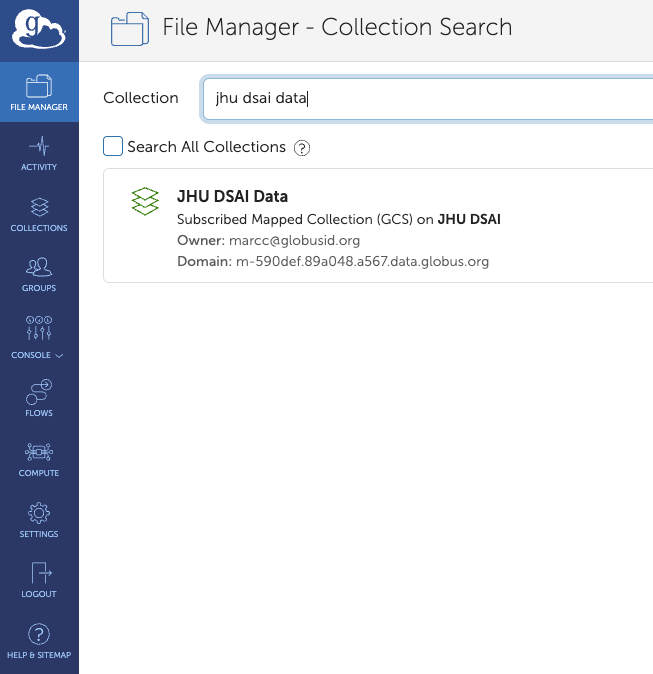 g
File Manager - Collection Search
Collection
jhu dsai data
Search All Collections ?
JHU DSAI Data
Subscribed Mapped Collection (GCS) on JHU DSAI
Owner: marcc@globusid.org
Domain: m-590def.89a048.a567.data.globus.org
FILE MANAGER
ACTIVITY
COLLECTIONS
GROUPS
CONSOLE
FLOWS
COMPUTE
SETTINGS
LOGOUT
?
HELP & SITEMAP